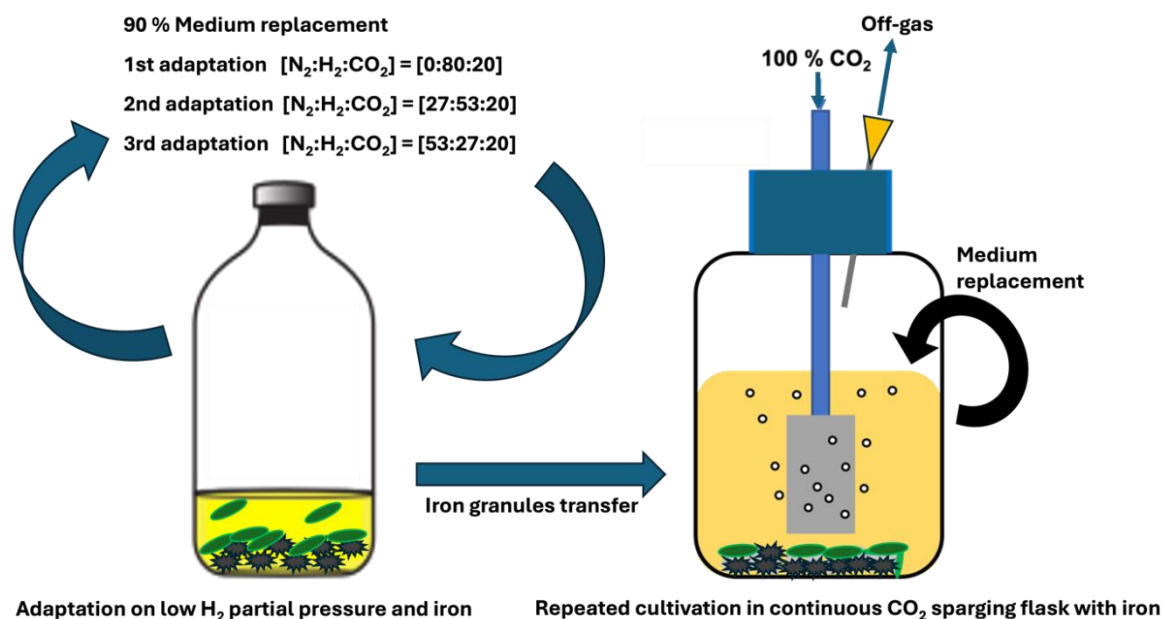 90 % Medium replacement
1st adaptation [N₂:H₂:CO₂] = [0:80:20]
2nd adaptation [N₂:H₂:CO₂] = [27:53:20]
3rd adaptation [N₂:H₂:CO₂] = [53:27:20]
Off-gas
100 % CO₂
Medium
replacement
Iron granules transfer
Adaptation on low H₂ partial pressure and iron
Repeated cultivation in continuous CO₂ sparging flask with iron